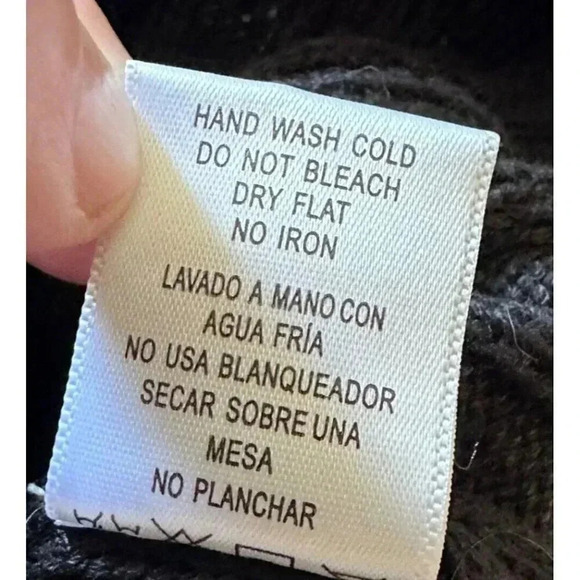 HAND WASH COLD
DO NOT BLEACH
DRY FLAT
NO IRON
LAVADO A MANO CON
AGUA FRÍA
NO USA BLANQUEADOR
SECAR SOBRE UNA
MESA
NO PLANCHAR